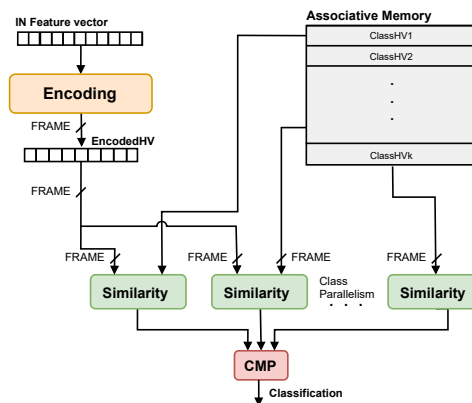 IN Feature vector
Associative Memory
ClassHV1
ClassHV2
.
.
.
ClassHVk
Encoding
FRAME
EncodedHV
FRAME
FRAME
FRAME
FRAME
FRAME
Similarity
Similarity
Class
Parallelism
. . .
Similarity
CMP
Classification